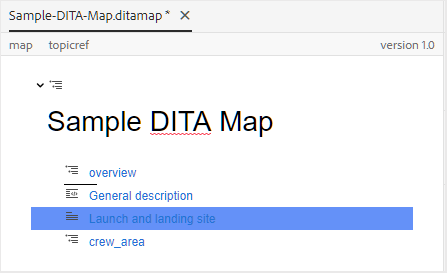 Sample-DITA-Map.ditamap *
map topicref version 1.0
Sample DITA Map
overview
General description
Launch and landing site
crew_area